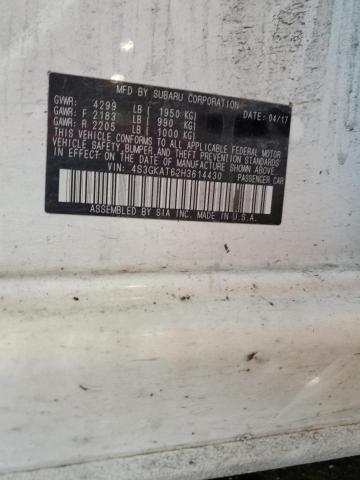 MFD BY SUBARU CORPORATION
GVWR: 4299 LB 1950 KG DATE: 04/17
GAWR: F 2183 LB 990 KG
GAWR: R 2205 LB 1000 KG
THIS VEHICLE CONFORMS TO ALL APPLICABLE FEDERAL MOTOR
VEHICLE SAFETY, BUMPER, AND THEFT PREVENTION STANDARDS
IN EFFECT ON THE DATE OF MANUFACTURE SHOWN ABOVE.
VIN: 4S3GKAT62H3614430 PASSENGER CAR
ASSEMBLED BY SIA INC. MADE IN U.S.A.